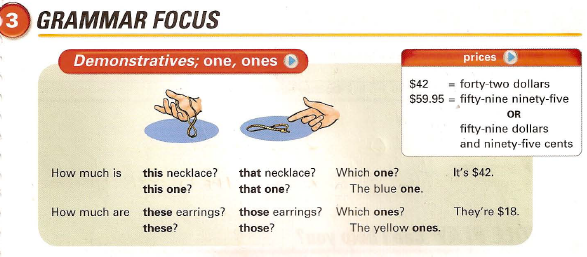 3 GRAMMAR FOCUS
Demonstratives; one, ones
prices
$42 = forty-two dollars
$59.95 = fifty-nine ninety-five
OR
fifty-nine dollars
and ninety-five cents
How much is this necklace? that necklace? Which one? It's $42.
this one? that one? The blue one.
How much are these earrings? those earrings? Which ones? They're $18.
these? those? The yellow ones.